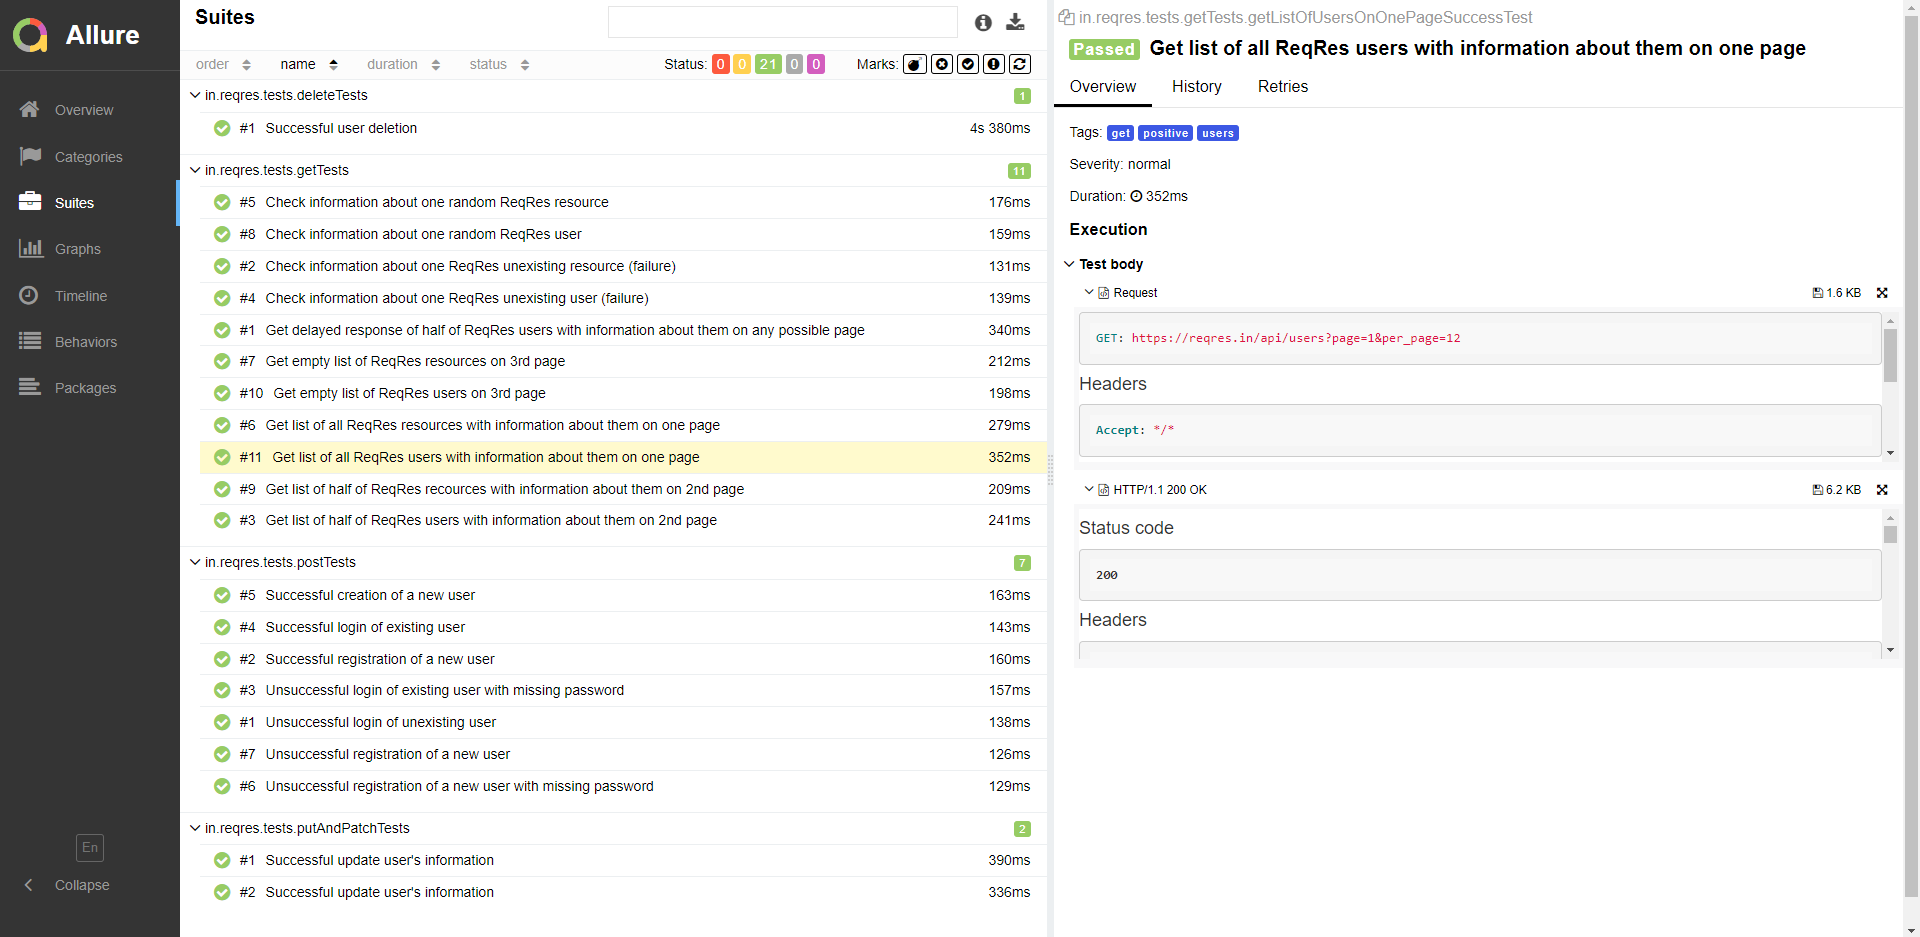 Allure
Overview
Categories
Suites
Graphs
Timeline
Behaviors
Packages
En
Collapse
Suites
order name duration status Status: 0 0 21 0 0 Marks:
in.reqres.tests.deleteTests 1
#1 Successful user deletion 4s 380ms
in.reqres.tests.getTests 11
#5 Check information about one random ReqRes resource 176ms
#8 Check information about one random ReqRes user 159ms
#2 Check information about one ReqRes unexisting resource (failure) 131ms
#4 Check information about one ReqRes unexisting user (failure) 139ms
#1 Get delayed response of half of ReqRes users with information about them on any possible page 340ms
#7 Get empty list of ReqRes resources on 3rd page 212ms
#10 Get empty list of ReqRes users on 3rd page 198ms
#6 Get list of all ReqRes resources with information about them on one page 279ms
#11 Get list of all ReqRes users with information about them on one page 352ms
#9 Get list of half of ReqRes recources with information about them on 2nd page 209ms
#3 Get list of half of ReqRes users with information about them on 2nd page 241ms
in.reqres.tests.postTests 7
#5 Successful creation of a new user 163ms
#4 Successful login of existing user 143ms
#2 Successful registration of a new user 160ms
#3 Unsuccessful login of existing user with missing password 157ms
#1 Unsuccessful login of unexisting user 138ms
#7 Unsuccessful registration of a new user 126ms
#6 Unsuccessful registration of a new user with missing password 129ms
in.reqres.tests.putAndPatchTests 2
#1 Successful update user's information 390ms
#2 Successful update user's information 336ms
in.reqres.tests.getTests.getListOfUsersOnOnePageSuccessTest
Passed Get list of all ReqRes users with information about them on one page
Overview History Retries
Tags: get positive users
Severity: normal
Duration: 352ms
Execution
Test body
Request 1.6 KB
GET: https://reqres.in/api/users?page=1&per_page=12
Headers
Accept: */*
HTTP/1.1 200 OK 6.2 KB
Status code
200
Headers